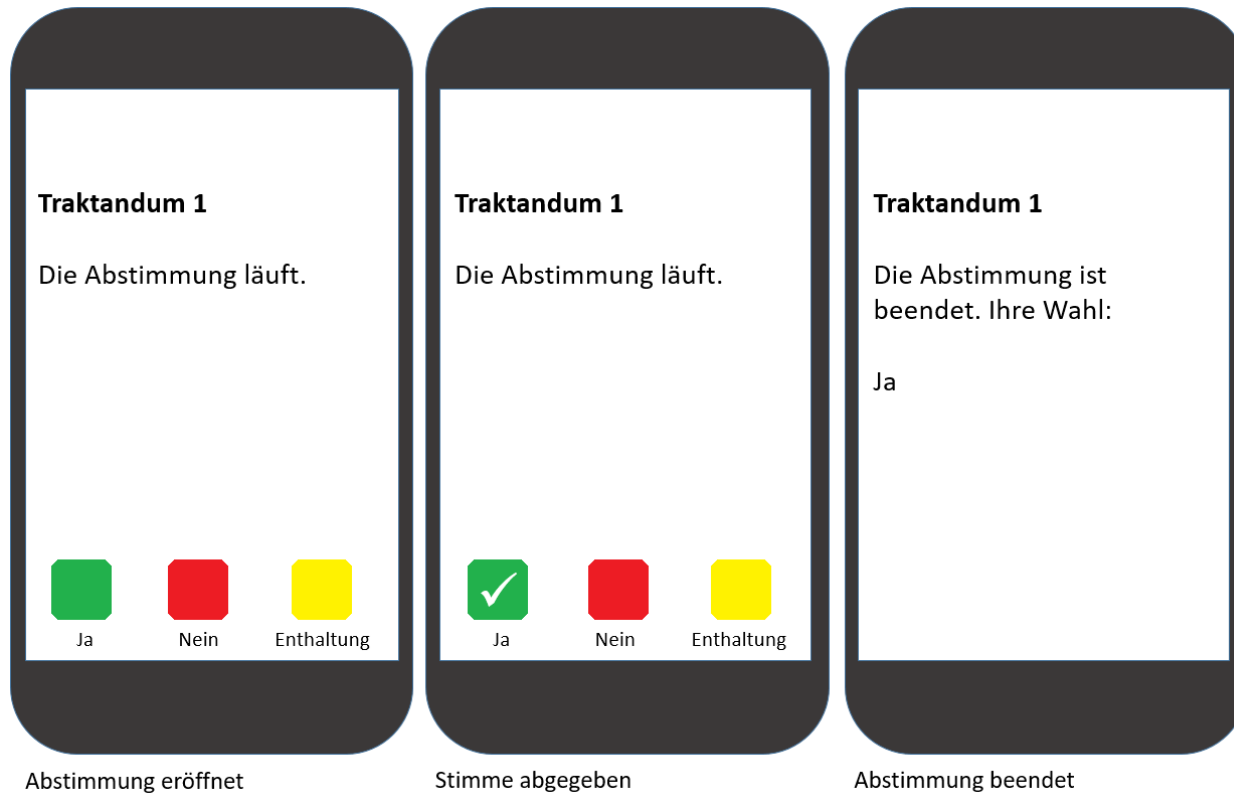 Traktandum 1
Die Abstimmung läuft.
Ja
Nein
Enthaltung
Abstimmung eröffnet
Traktandum 1
Die Abstimmung läuft.
Ja
Nein
Enthaltung
Stimme abgegeben
Traktandum 1
Die Abstimmung ist
beendet. Ihre Wahl:
Ja
Abstimmung beendet